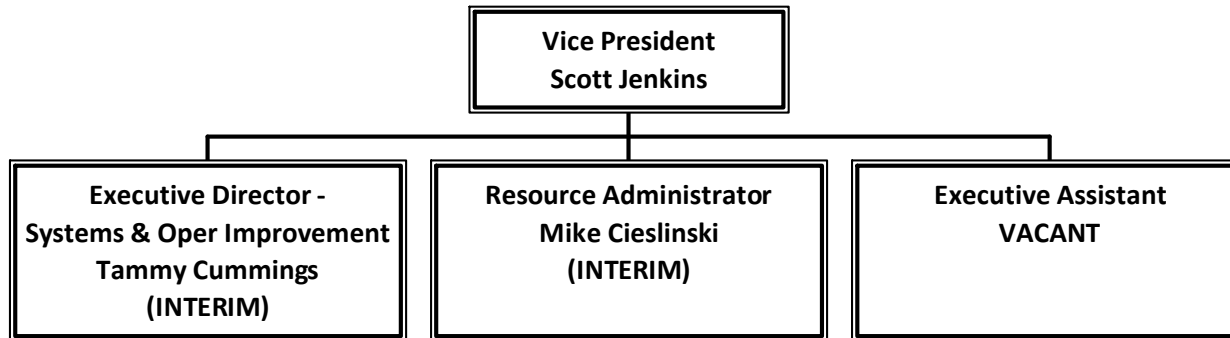 Vice President
Scott Jenkins
Executive Director -
Systems & Oper Improvement
Tammy Cummings
(INTERIM)
Resource Administrator
Mike Cieslinski
(INTERIM)
Executive Assistant
VACANT